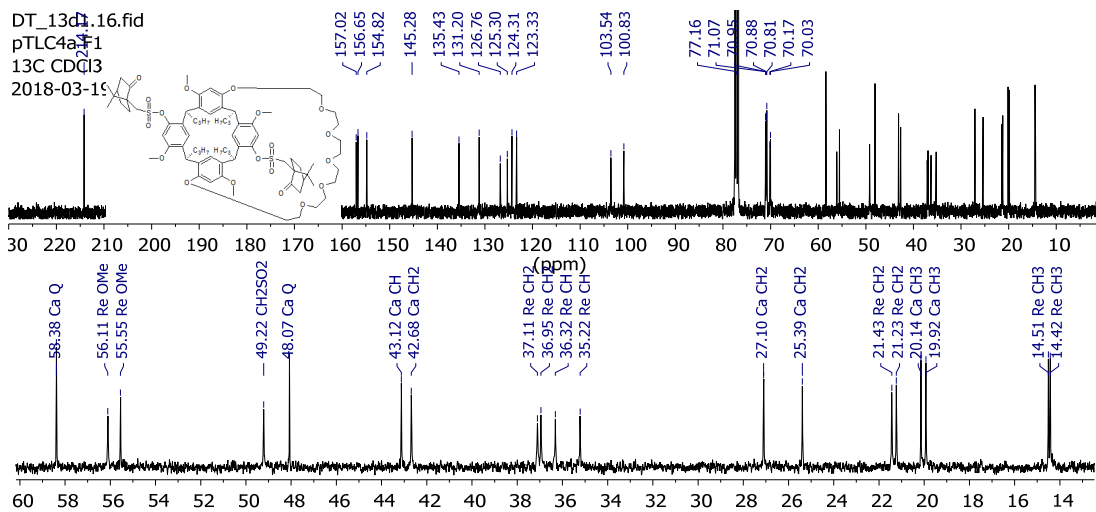 DT_13d1.16.fid
pTLC4a-F1
13C CDCl3
2018-03-19
214.17
157.02
156.65
154.82
145.28
135.43
131.20
126.76
125.30
124.31
123.33
103.54
100.83
77.16
71.07
70.95
70.88
70.81
70.17
70.03
O
OCH₃
O
S
O
O
C₃H₇ H₇C₃
OCH₃
30 220 210 200 190 180 170 160 150 140 130 120 110 100 90 80 70 60 50 40 30 20 10
(ppm)
58.38 Ca Q
56.11 Re OMe
55.55 Re OMe
49.22 CH2SO2
48.07 Ca Q
43.12 Ca CH
42.68 Ca CH2
37.11 Re CH2
36.95 Re CH2
36.32 Re CH
35.22 Re CH
27.10 Ca CH2
25.39 Ca CH2
21.43 Re CH2
21.23 Re CH2
20.14 Ca CH3
19.92 Ca CH3
14.51 Re CH3
14.42 Re CH3
60 58 56 54 52 50 48 46 44 42 40 38 36 34 32 30 28 26 24 22 20 18 16 14